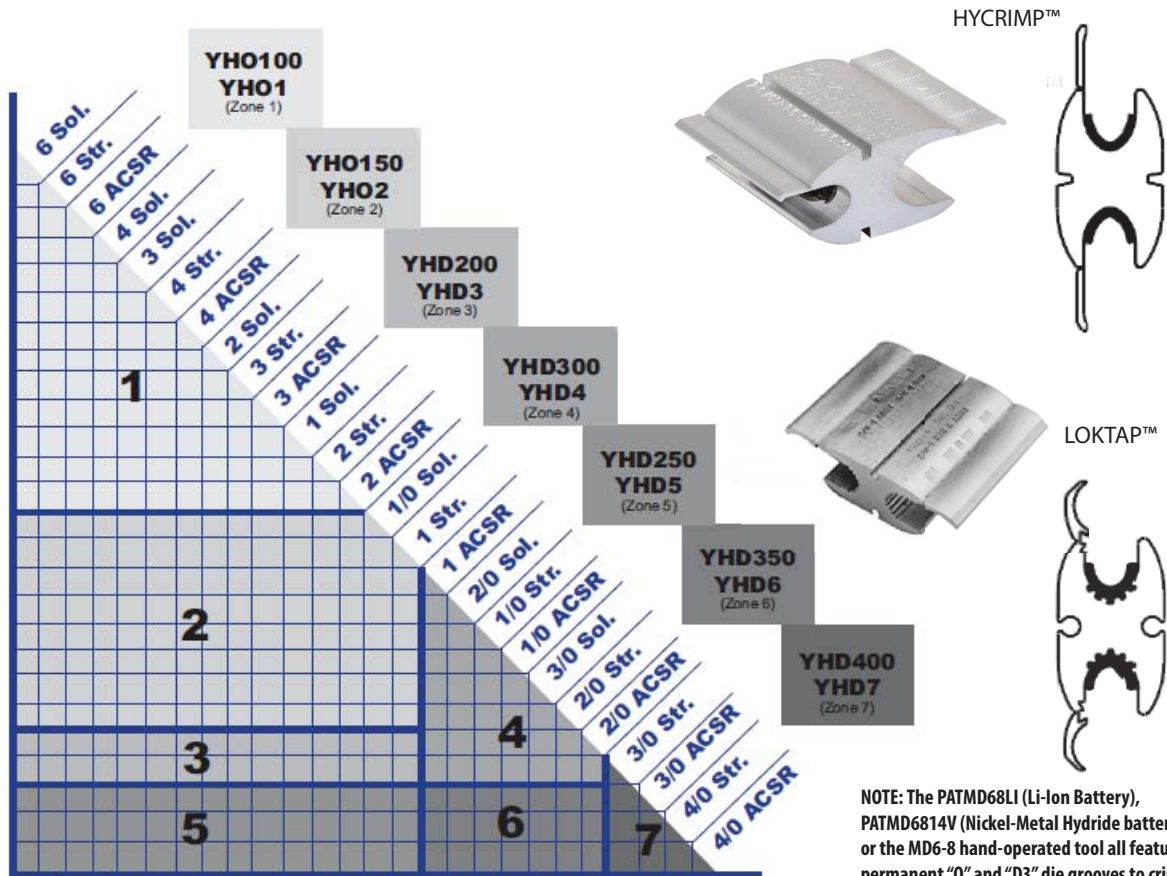 HYCRIMP™
YHO100
YHO1
(Zone 1)
YHO150
YHO2
(Zone 2)
YHD200
YHD3
(Zone 3)
YHD300
YHD4
(Zone 4)
YHD250
YHD5
(Zone 5)
YHD350
YHD6
(Zone 6)
YHD400
YHD7
(Zone 7)
6 Sol.
6 Str.
6 ACSR
4 Sol.
3 Sol.
4 Str.
4 ACSR
2 Sol.
3 Str.
3 ACSR
1 Sol.
2 Str.
2 ACSR
1/0 Sol.
1 Str.
1 ACSR
2/0 Sol.
1/0 Str.
1/0 ACSR
3/0 Sol.
2/0 Str.
2/0 ACSR
3/0 Str.
3/0 ACSR
4/0 Str.
4/0 ACSR
1
2
3
4
5
6
7
LOKTAP™
NOTE: The PATMD68LI (Li-Ion Battery),
PATMD6814V (Nickel-Metal Hydride batter
or the MD6-8 hand-operated tool all featu
permanent “O” and “D3” die grooves to cri